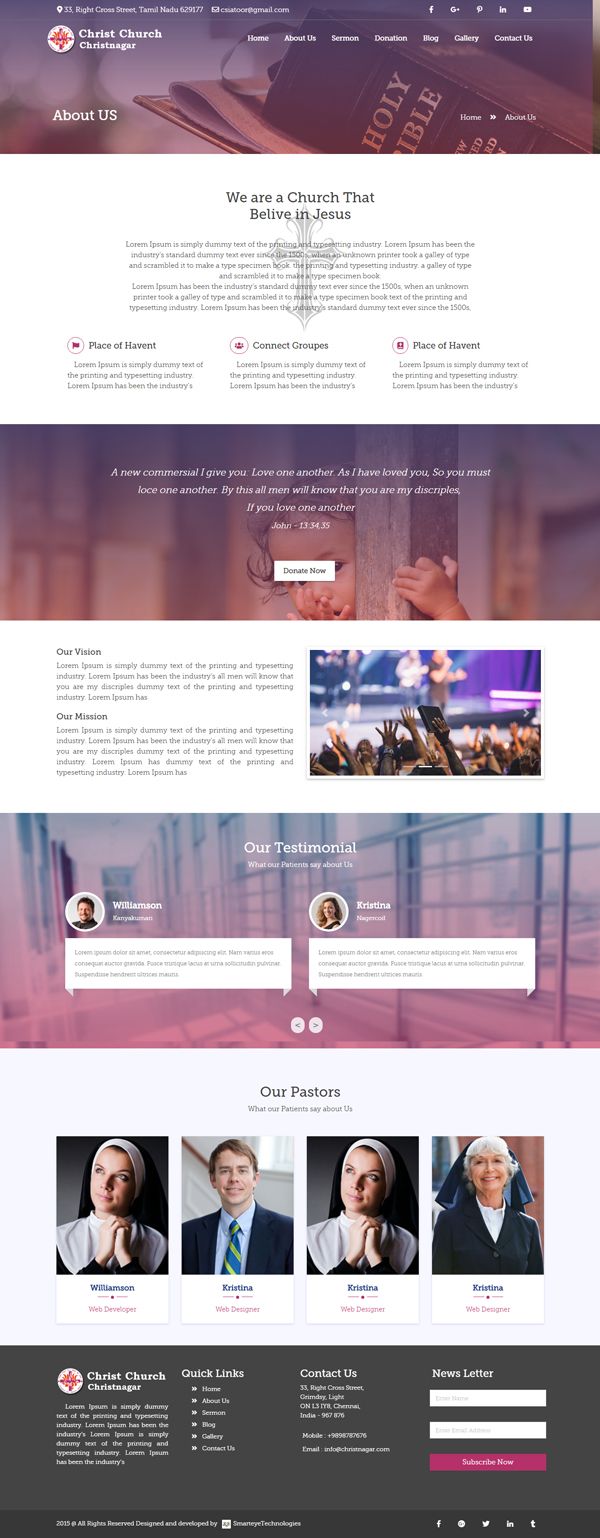 33, Right Cross Street, Tamil Nadu 629177 csiatoor@gmail.com
Christ Church
Christnagar
Home About Us Sermon Donation Blog Gallery Contact Us
HOLY
BIBLE
About US
Home About Us
We are a Church That
Belive in Jesus
Lorem Ipsum is simply dummy text of the printing and typesetting industry. Lorem Ipsum has been the
industry's standard dummy text ever since the 1500s, when an unknown printer took a galley of type
and scrambled it to make a type specimen book. the printing and typesetting industry. a galley of type
and scrambled it to make a type specimen book
Lorem Ipsum has been the industry's standard dummy text ever since the 1500s, when an unknown
printer took a galley of type and scrambled it to make a type specimen book text of the printing and
typesetting industry. Lorem Ipsum has been the industry's standard dummy text ever since the 1500s,
Place of Havent
Lorem Ipsum is simply dummy text of
the printing and typesetting industry.
Lorem Ipsum has been the industry's
Connect Groupes
Lorem Ipsum is simply dummy text of
the printing and typesetting industry.
Lorem Ipsum has been the industry's
Place of Havent
Lorem Ipsum is simply dummy text of
the printing and typesetting industry.
Lorem Ipsum has been the industry's
A new commersial I give you: Love one another. As I have loved you, So you must
loce one another. By this all men will know that you are my discriples,
If you love one another
John - 13:34,35
Donate Now
Our Vision
Lorem Ipsum is simply dummy text of the printing and typesetting
industry. Lorem Ipsum has been the industry's all men will know that
you are my discriples dummy text of the printing and typesetting
industry. Lorem Ipsum has
Our Mission
Lorem Ipsum is simply dummy text of the printing and typesetting
industry. Lorem Ipsum has been the industry's all men will know that
you are my discriples dummy text of the printing and typesetting
industry. Lorem Ipsum has dummy text of the printing and
typesetting industry. Lorem Ipsum has
Our Testimonial
What our Patients say about Us
Williamson
Kanyakumari
Lorem ipsum dolor sit amet, consectetur adipiscing elit. Nam varius eros
consequat auctor gravida. Fusce tristique lacus at urna sollicitudin pulvinar.
Suspendisse hendrerit ultrices mauris.
Kristina
Nagercoil
Lorem ipsum dolor sit amet, consectetur adipiscing elit. Nam varius eros
consequat auctor gravida. Fusce tristique lacus at urna sollicitudin pulvinar.
Suspendisse hendrerit ultrices mauris.
< >
Our Pastors
What our Patients say about Us
Williamson
Web Developer
Kristina
Web Designer
Kristina
Web Designer
Kristina
Web Designer
Christ Church
Christnagar
Lorem Ipsum is simply dummy
text of the printing and typesetting
industry. Lorem Ipsum has been
the industry's standard dummy
text of the printing and
typesetting industry. Lorem Ipsum
has been the industry's
Quick Links
Home
About Us
Sermon
Blog
Gallery
Contact Us
Contact Us
33, Right Cross Street,
Grimdsy, Light
ON L3 IY8, Chennai,
India - 967 876
Mobile : +9898787676
Email : info@christnagar.com
News Letter
Enter Name
Enter Email Address
Subscribe Now
2015 @ All Rights Reserved Designed and developed by SmarteyeTechnologies